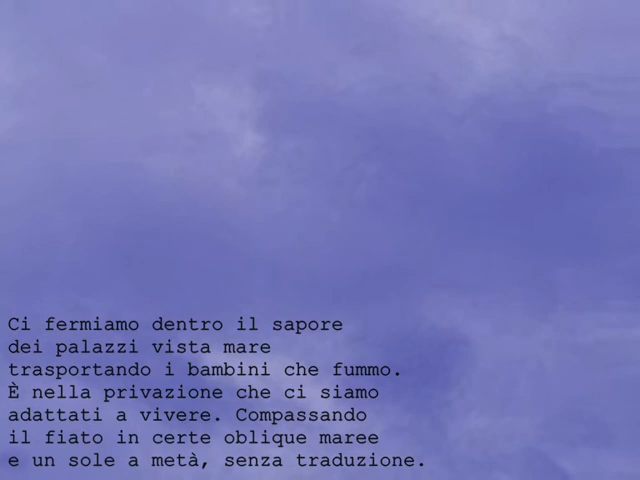 Ci fermiamo dentro il sapore
dei palazzi vista mare
trasportando i bambini che fummo.
È nella privazione che ci siamo
adattati a vivere. Compassando
il fiato in certe oblique maree
e un sole a metà, senza traduzione.